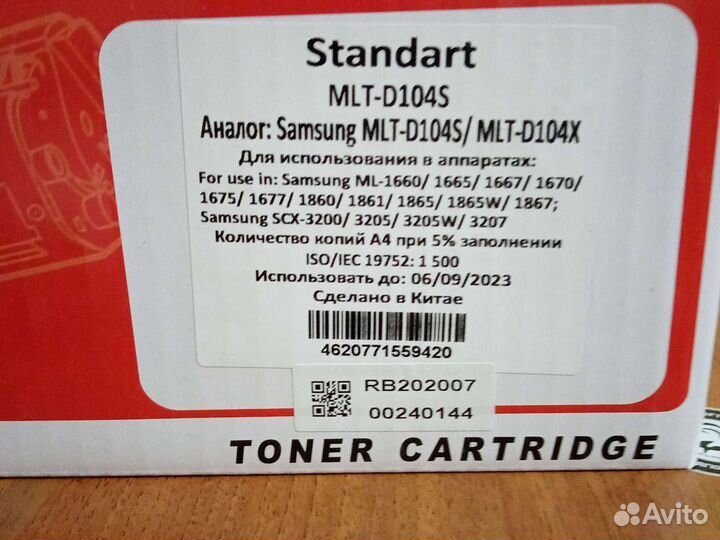 Standart
MLT-D104S
Аналог: Samsung MLT-D104S/ MLT-D104X
Для использования в аппаратах:
For use in: Samsung ML-1660/ 1665/ 1667/ 1670/
1675/ 1677/ 1860/ 1861/ 1865/ 1865W/ 1867;
Samsung SCX-3200/ 3205/ 3205W/ 3207
Количество копий А4 при 5% заполнении
ISO/IEC 19752: 1 500
Использовать до: 06/09/2023
Сделано в Китае
4620771559420
RB202007
00240144
TONER CARTRIDGE
Avito